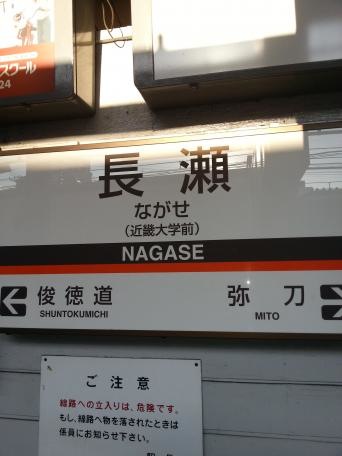 スクール
24
長瀬
ながせ
(近畿大学前)
NAGASE
俊徳道 弥刀
SHUNTOKUMICHI MITO
ご注意
線路への立入りは、危険です。
もし、線路へ物を落されたときは
係員にお知らせ下さい。